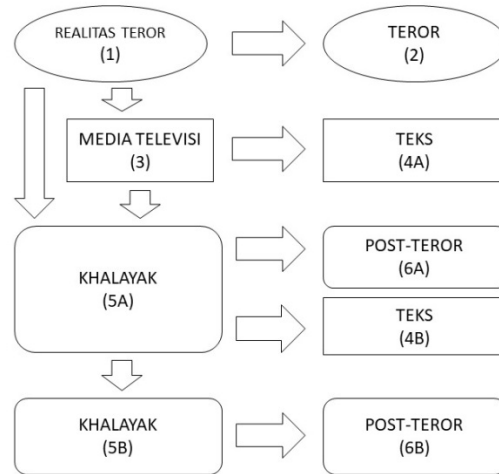 REALITAS TEROR
(1)
TEROR
(2)
MEDIA TELEVISI
(3)
TEKS
(4A)
KHALAYAK
(5A)
POST-TEROR
(6A)
TEKS
(4B)
KHALAYAK
(5B)
POST-TEROR
(6B)